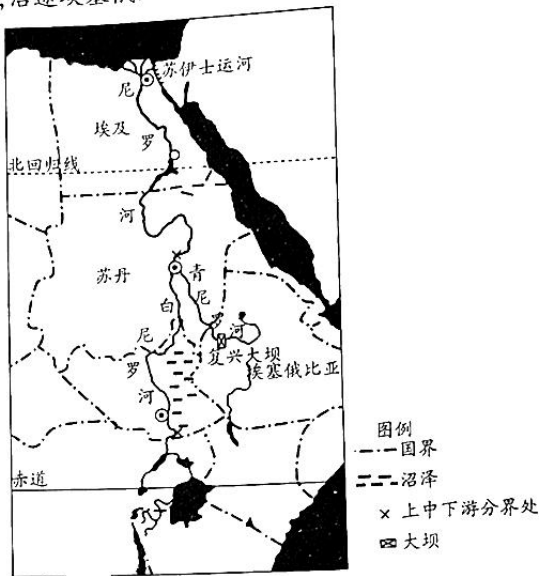 苏伊士运河
尼
埃及
罗
北回归线
河
苏丹
青
尼
白
罗
河
尼
复兴大坝
罗
埃塞俄比亚
河
赤道
图例
国界
沼泽
上中下游分界处
大坝